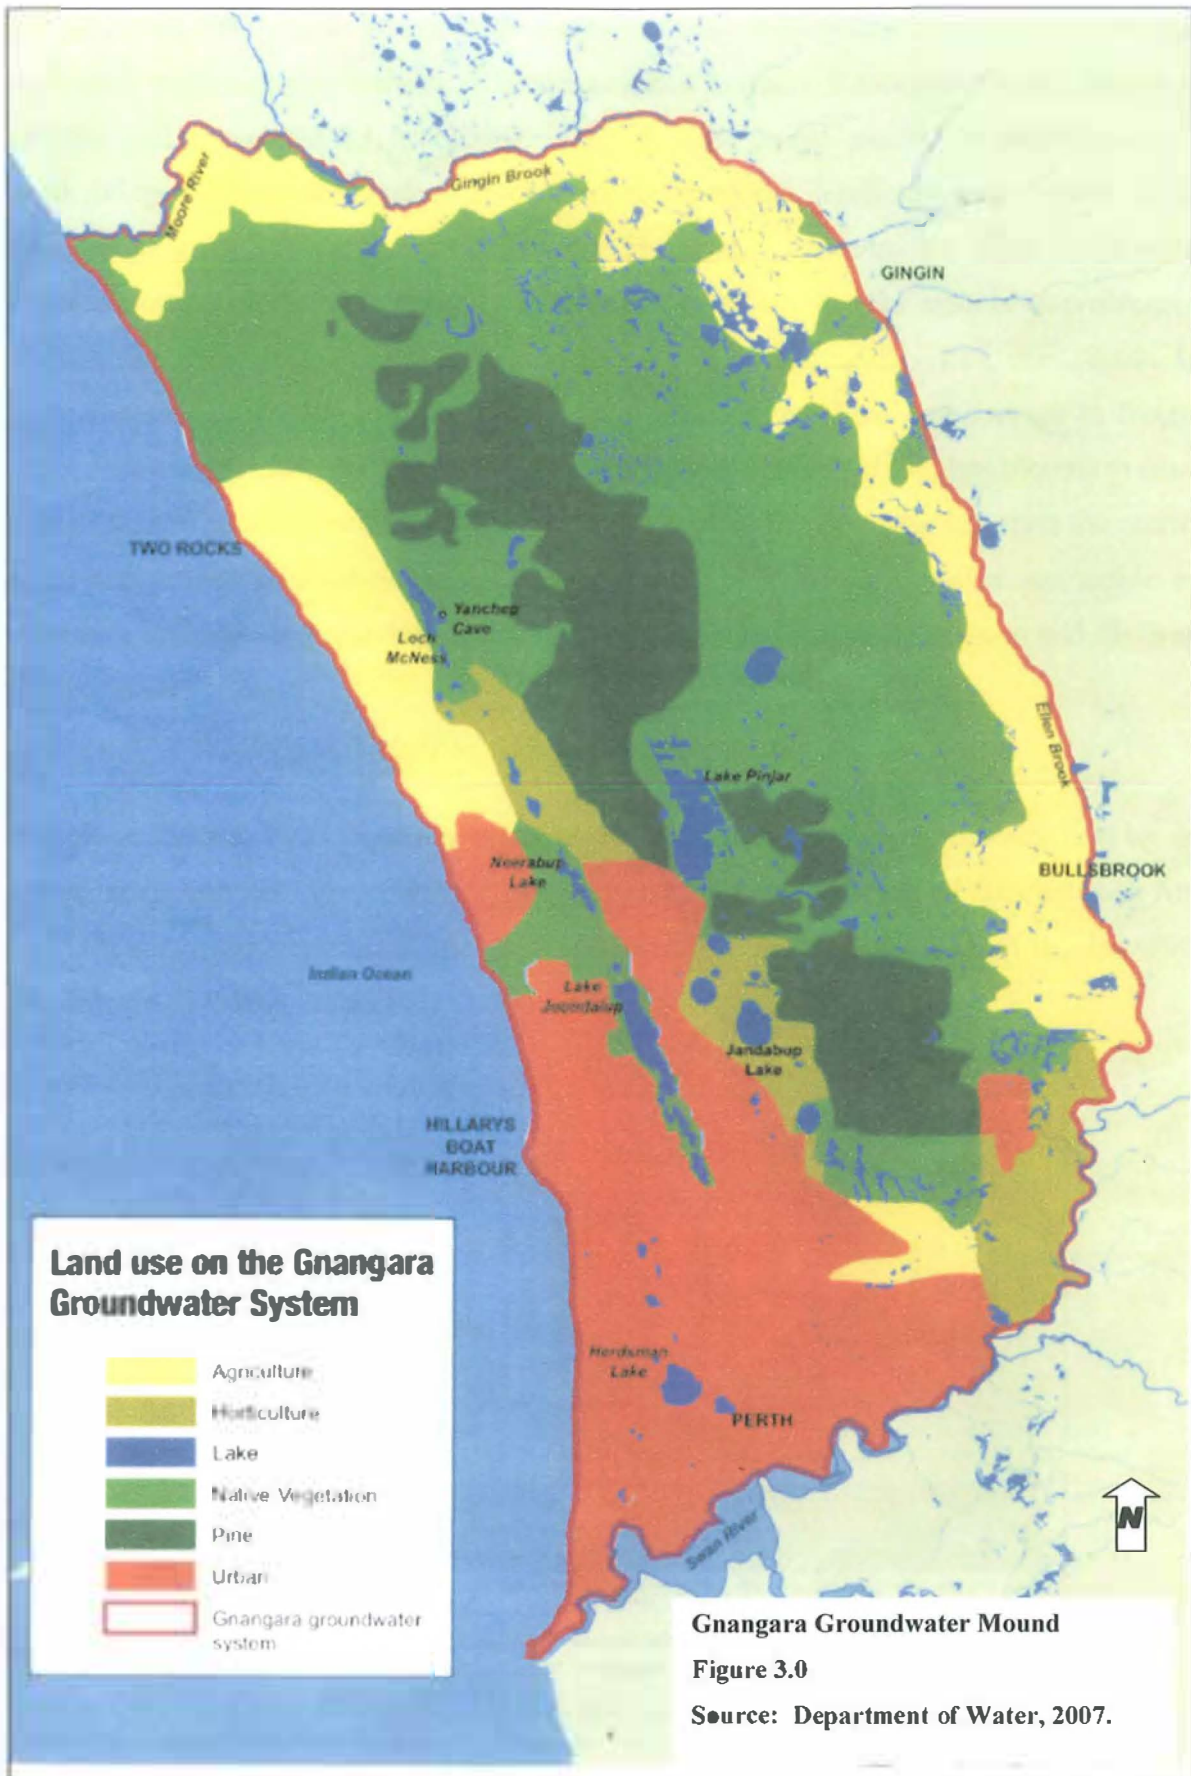 Moore River
Gingin Brook
GINGIN
TWO ROCKS
Yanchep
Cave
Loch
McNess
Ellen Brook
Lake Pinjar
Neerabup
Lake
BULLSBROOK
Indian Ocean
Lake
Joondalup
Jandabup
Lake
HILLARYS
BOAT
HARBOUR
Land use on the Gnangara
Groundwater System
Agriculture
Horticulture
Lake
Native Vegetation
Pine
Urban
Gnangara groundwater
system
Herdsman
Lake
PERTH
Swan River
N
Gnangara Groundwater Mound
Figure 3.0
Source: Department of Water, 2007.